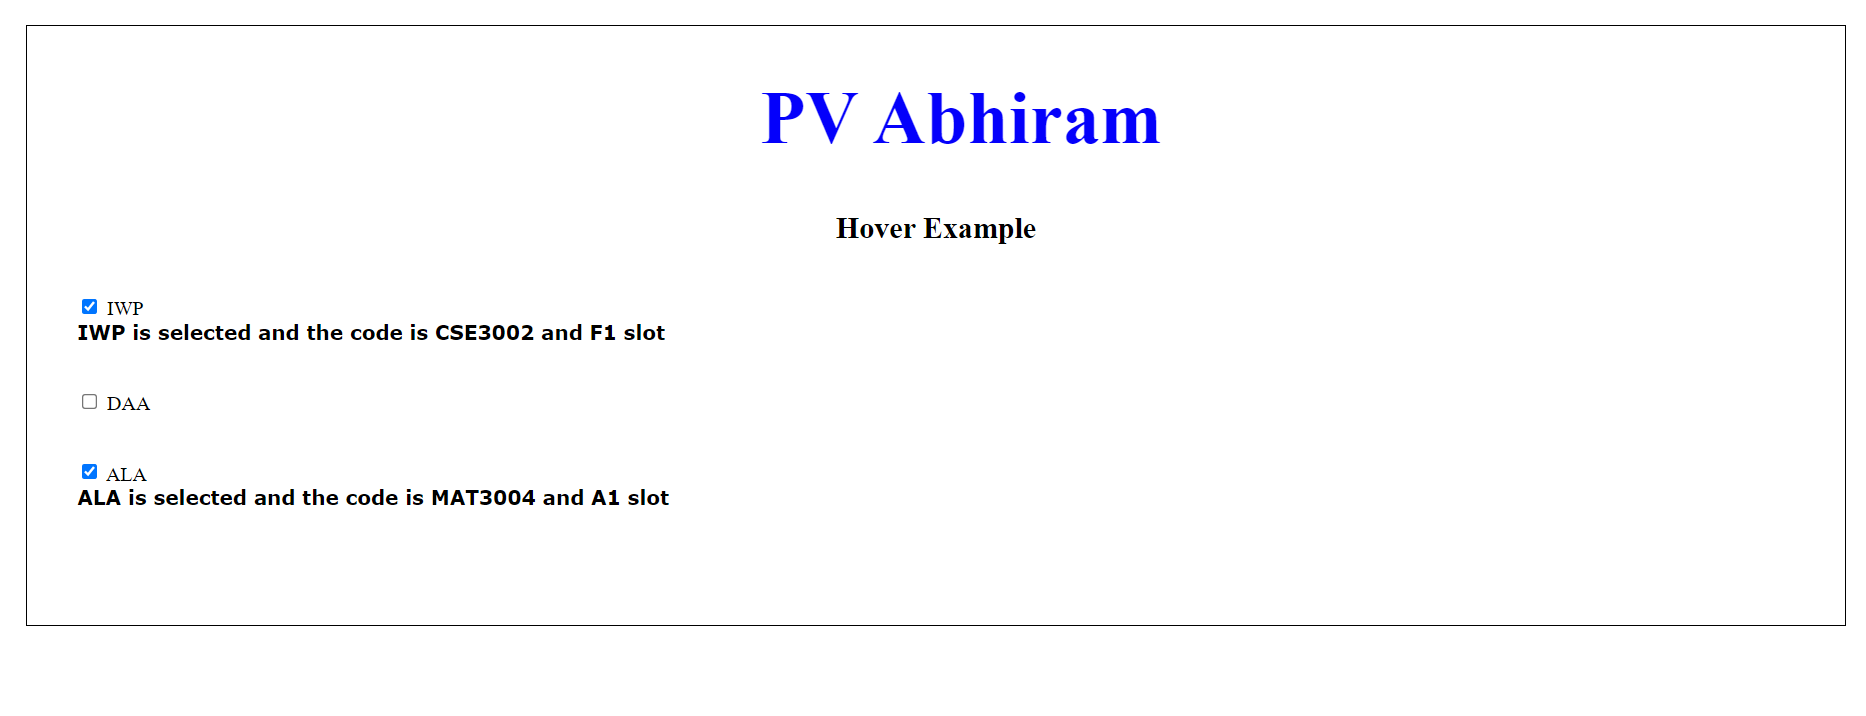 PV Abhiram
Hover Example
IWP
IWP is selected and the code is CSE3002 and F1 slot
DAA
ALA
ALA is selected and the code is MAT3004 and A1 slot